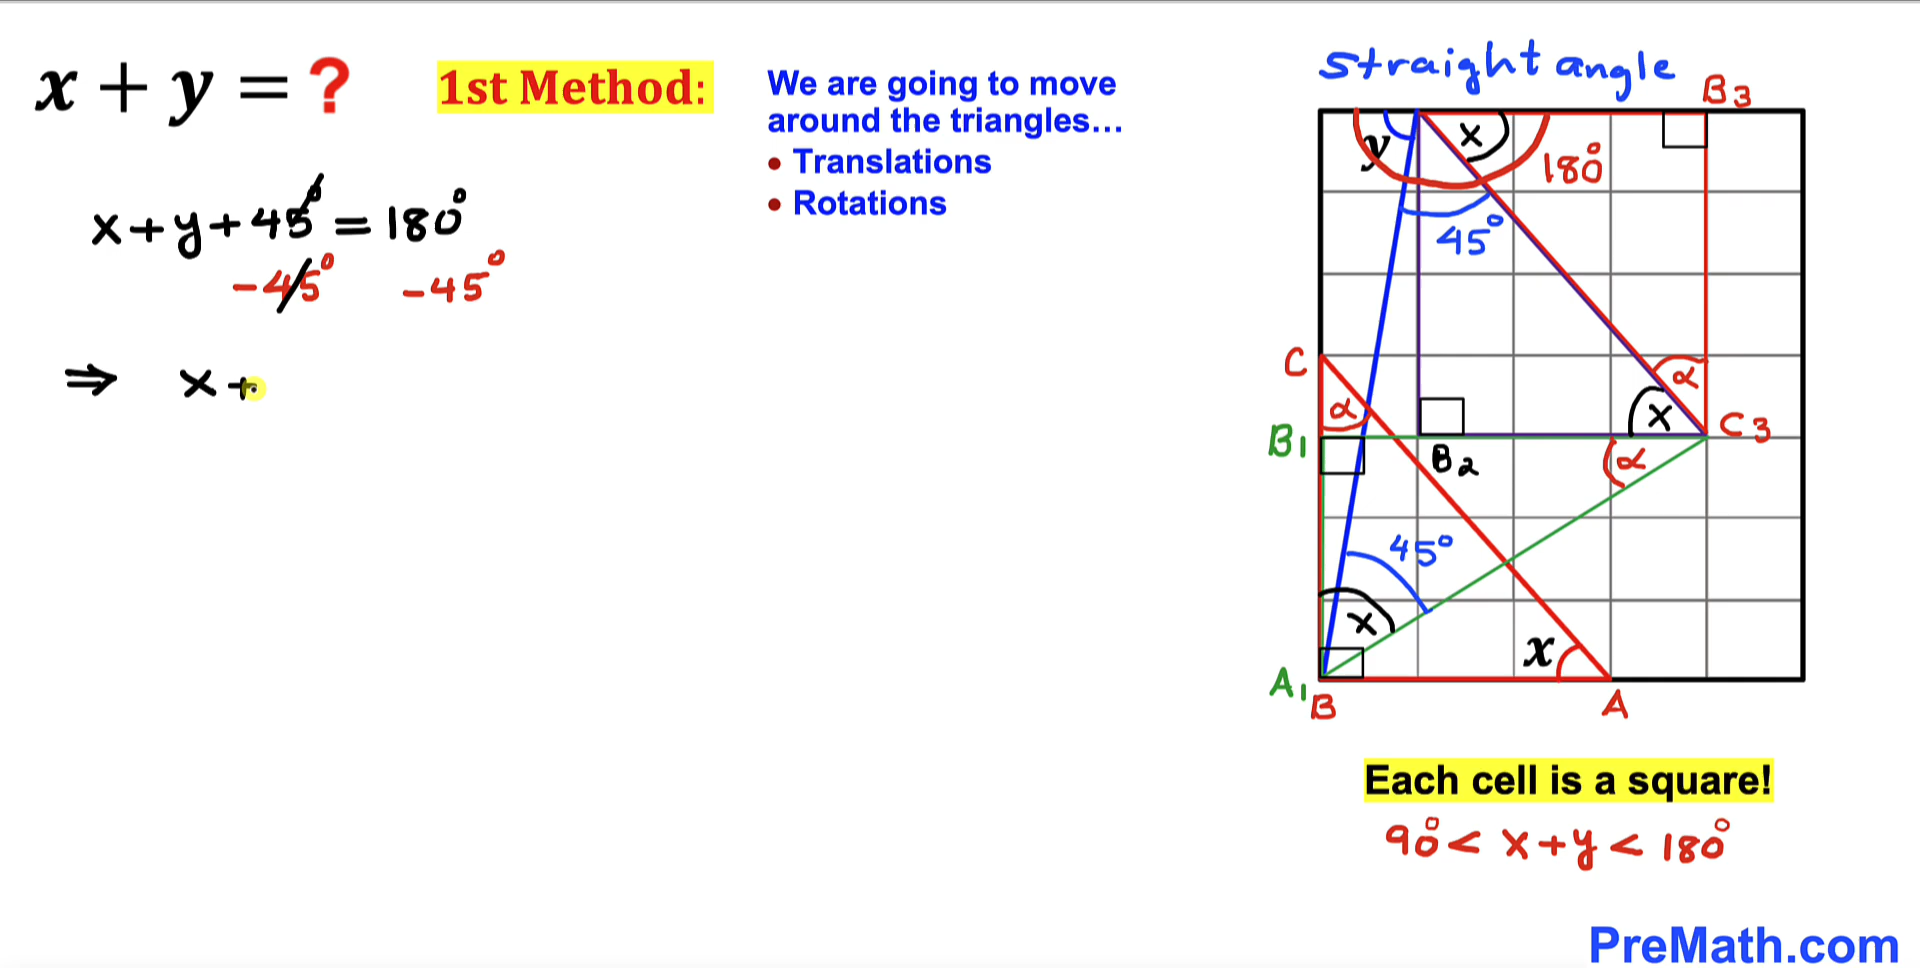 x + y = ?
1st Method:
We are going to move
around the triangles...
• Translations
• Rotations
x + y + 45° = 180°
-45° -45°
⇒ x +
straight angle
B3
y
x
180°
45°
C
α
α
x
C3
B1
B2
α
45°
x
x
A1
B
A
Each cell is a square!
90° < x + y < 180°
PreMath.com